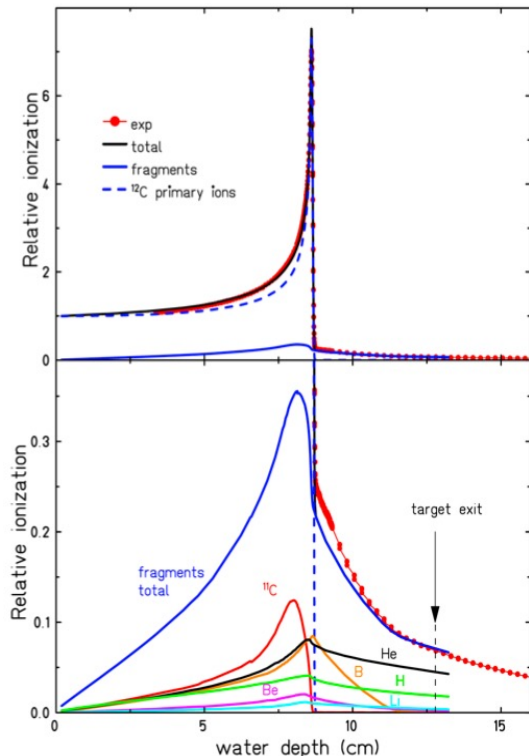 Relative ionization
6
4
2
1
0
exp
total
fragments
¹²C primary ions
Relative ionization
0.3
0.2
0.1
0.0
fragments
total
¹¹C
target exit
He
B
H
Be
Li
0
5
10
15
water depth (cm)